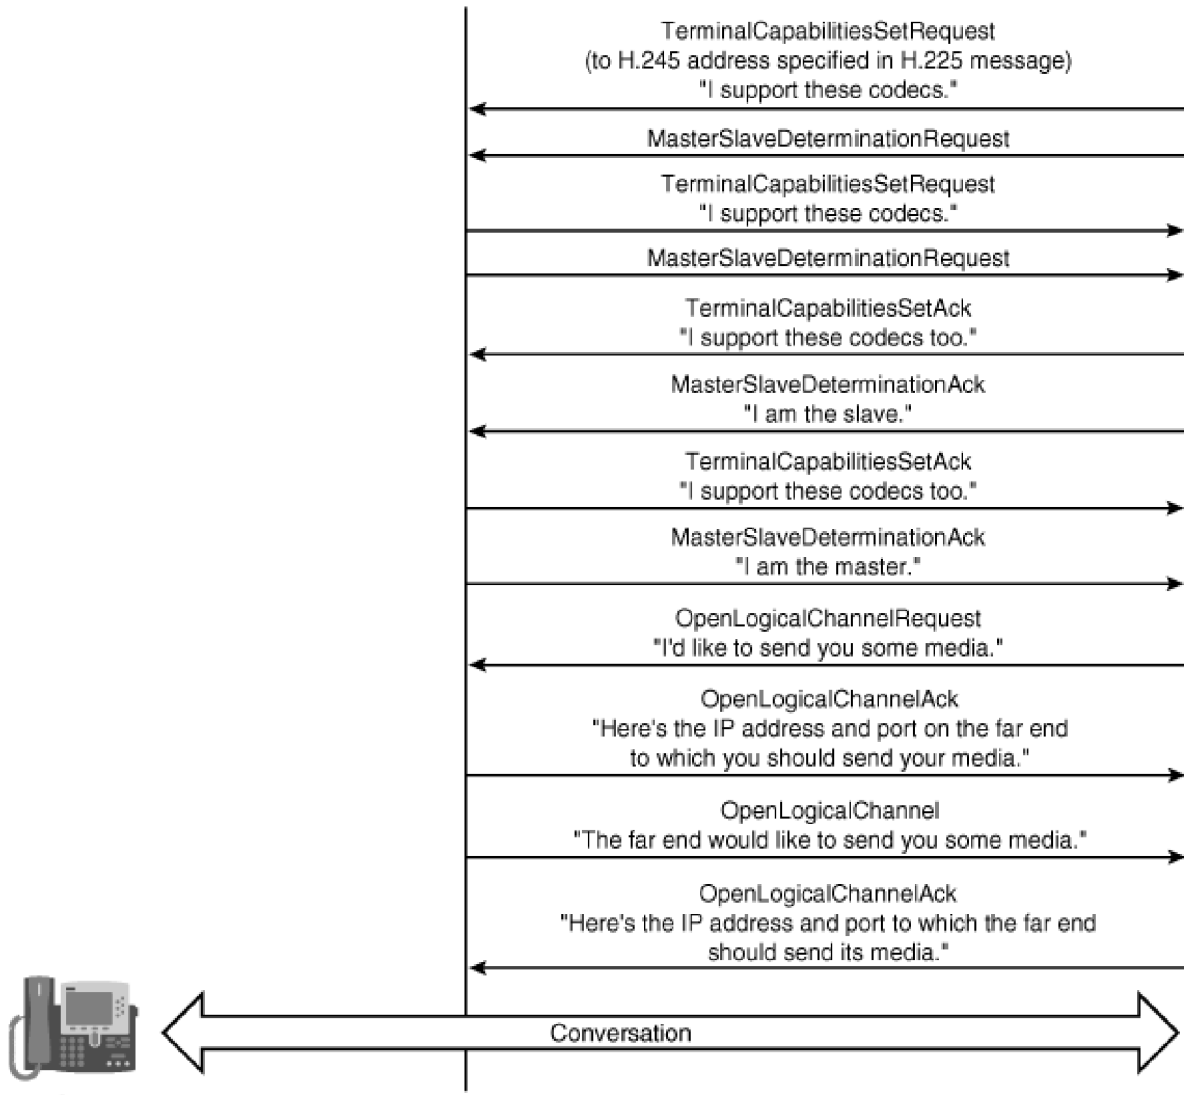 TerminalCapabilitiesSetRequest
(to H.245 address specified in H.225 message)
"I support these codecs."
MasterSlaveDeterminationRequest
TerminalCapabilitiesSetRequest
"I support these codecs."
MasterSlaveDeterminationRequest
TerminalCapabilitiesSetAck
"I support these codecs too."
MasterSlaveDeterminationAck
"I am the slave."
TerminalCapabilitiesSetAck
"I support these codecs too."
MasterSlaveDeterminationAck
"I am the master."
OpenLogicalChannelRequest
"I'd like to send you some media."
OpenLogicalChannelAck
"Here's the IP address and port on the far end
to which you should send your media."
OpenLogicalChannel
"The far end would like to send you some media."
OpenLogicalChannelAck
"Here's the IP address and port to which the far end
should send its media."
Conversation